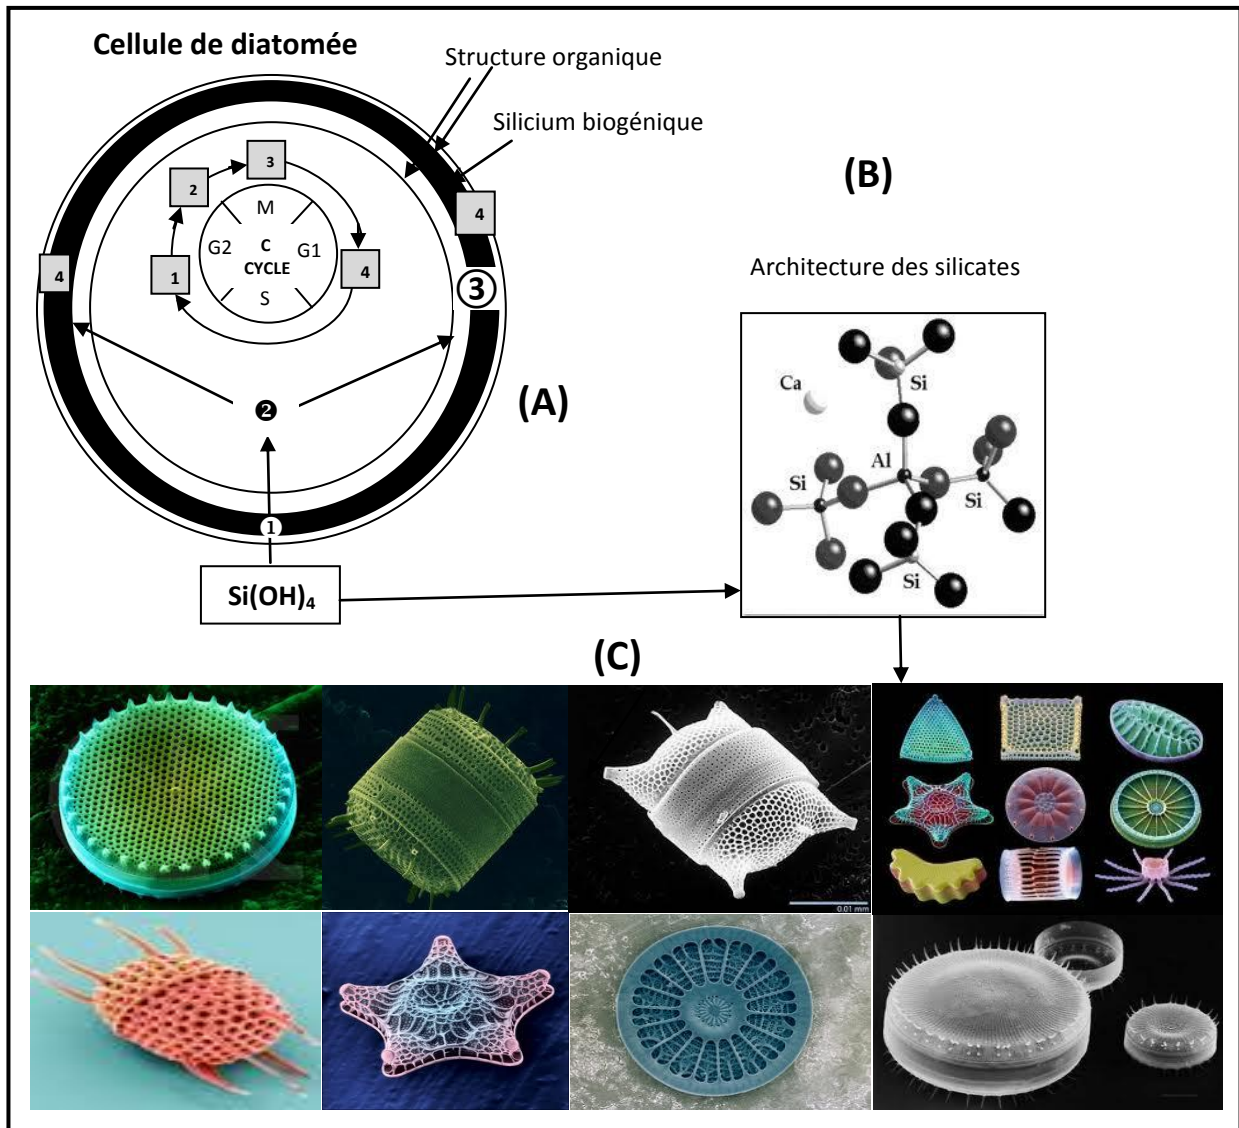 Cellule de diatomée
Structure organique
Silicium biogénique
(B)
3
2
4
M
G2
C
G1
CYCLE
4
1
4
S
3
Architecture des silicates
(A)
2
1
Si(OH)4
Ca
Si
Al
Si
Si
Si
(C)
0.01 mm